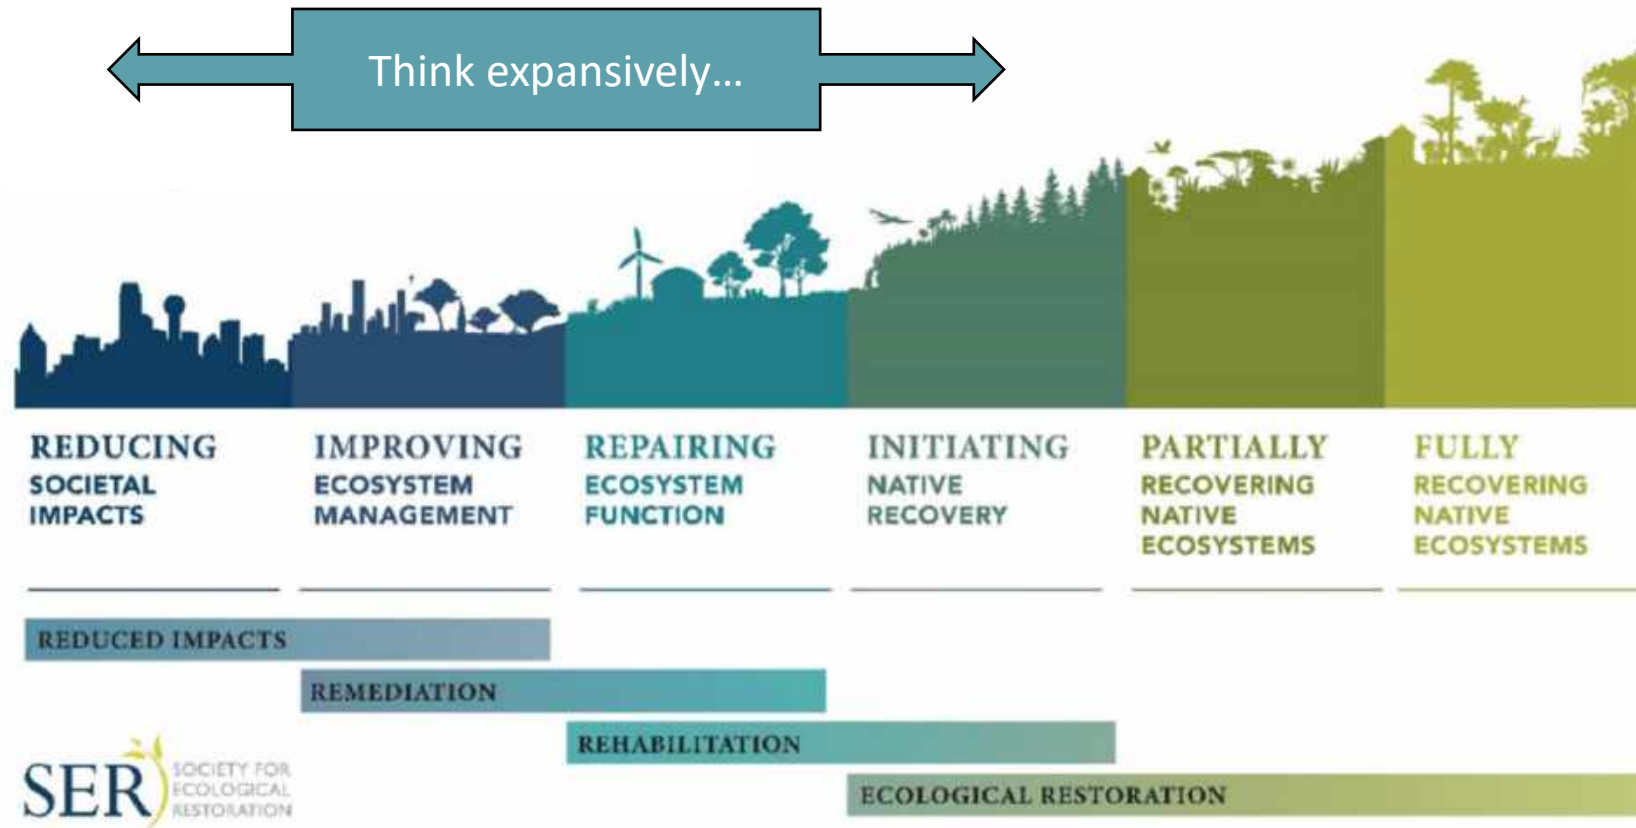 Think expansively…
REDUCING
SOCIETAL
IMPACTS
IMPROVING
ECOSYSTEM
MANAGEMENT
REPAIRING
ECOSYSTEM
FUNCTION
INITIATING
NATIVE
RECOVERY
PARTIALLY
RECOVERING
NATIVE
ECOSYSTEMS
FULLY
RECOVERING
NATIVE
ECOSYSTEMS
REDUCED IMPACTS
REMEDIATION
REHABILITATION
ECOLOGICAL RESTORATION
SER
SOCIETY FOR
ECOLOGICAL
RESTORATION